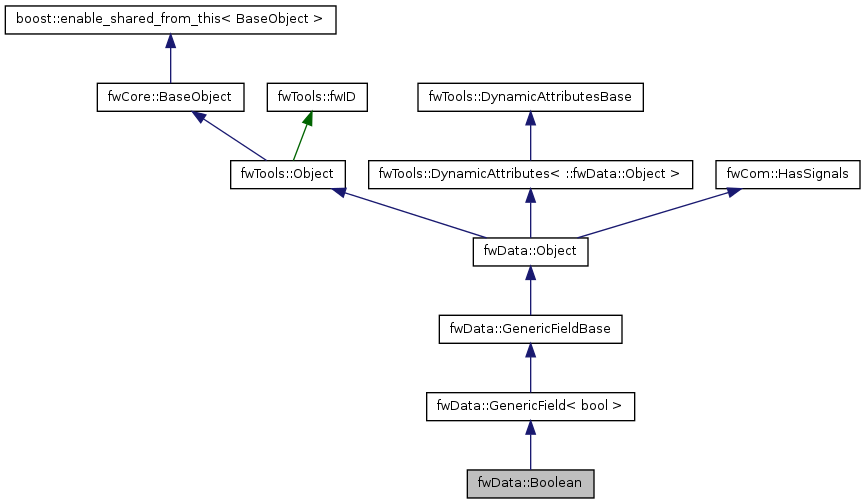 boost::enable_shared_from_this< BaseObject >
fwCore::BaseObject
fwTools::fwID
fwTools::DynamicAttributesBase
fwTools::Object
fwTools::DynamicAttributes< ::fwData::Object >
fwCom::HasSignals
fwData::Object
fwData::GenericFieldBase
fwData::GenericField< bool >
fwData::Boolean